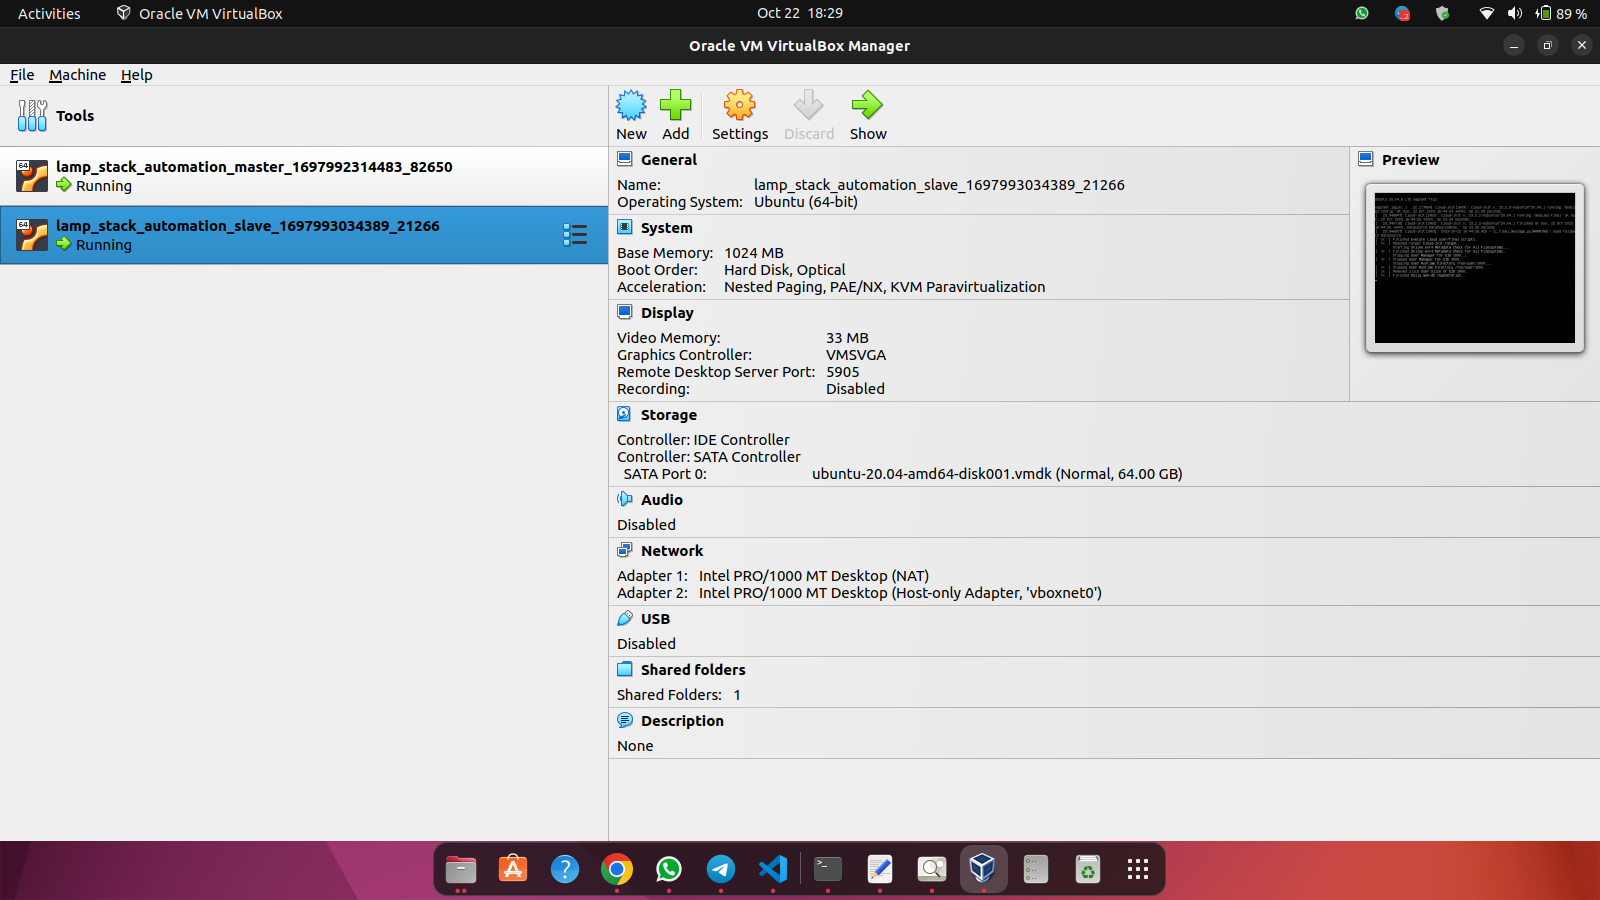 Activities Oracle VM VirtualBox Oct 22 18:29 89 %
Oracle VM VirtualBox Manager
File Machine Help
Tools
New Add Settings Discard Show
64
lamp_stack_automation_master_1697992314483_82650
Running
64
lamp_stack_automation_slave_1697993034389_21266
Running
General
Name: lamp_stack_automation_slave_1697993034389_21266
Operating System: Ubuntu (64-bit)
System
Base Memory: 1024 MB
Boot Order: Hard Disk, Optical
Acceleration: Nested Paging, PAE/NX, KVM Paravirtualization
Display
Video Memory: 33 MB
Graphics Controller: VMSVGA
Remote Desktop Server Port: 5905
Recording: Disabled
Preview
Storage
Controller: IDE Controller
Controller: SATA Controller
SATA Port 0: ubuntu-20.04-amd64-disk001.vmdk (Normal, 64.00 GB)
Audio
Disabled
Network
Adapter 1: Intel PRO/1000 MT Desktop (NAT)
Adapter 2: Intel PRO/1000 MT Desktop (Host-only Adapter, 'vboxnet0')
USB
Disabled
Shared folders
Shared Folders: 1
Description
None